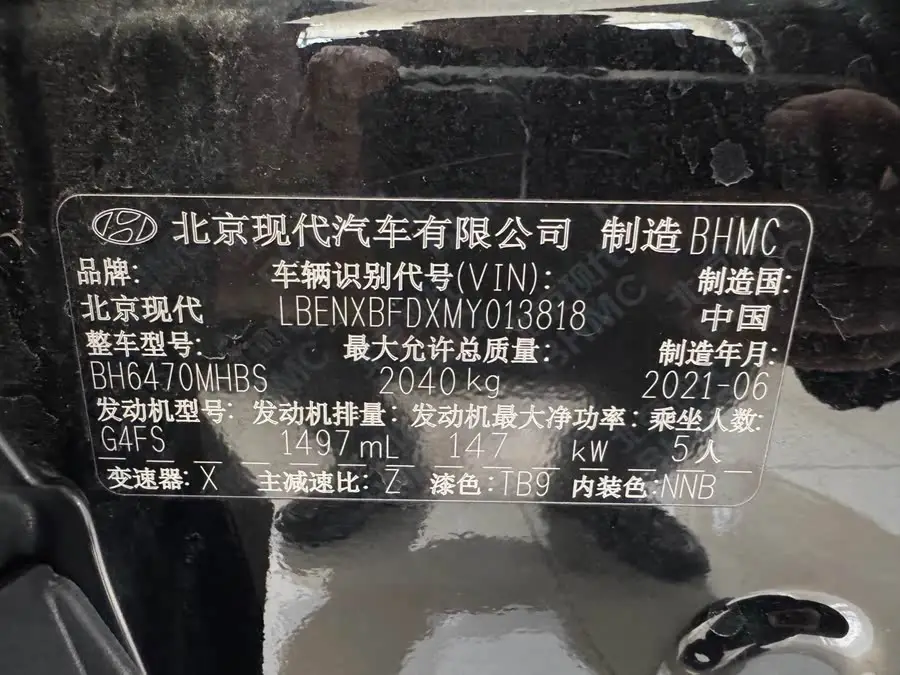 北京现代汽车有限公司 制造 BHMC
品牌: 车辆识别代号(VIN): 制造国:
北京现代 LBENXBFDXMY013818 中国
整车型号: 最大允许总质量: 制造年月:
BH6470MHBS 2040 kg 2021-06
发动机型号: 发动机排量: 发动机最大净功率: 乘坐人数:
G4FS 1497 mL 147 kW 5人
变速器: X 主减速比: Z 漆色: TB9 内装色: NNB